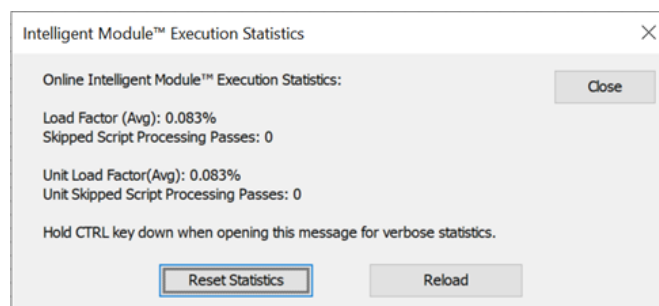 Intelligent Module™ Execution Statistics
Online Intelligent Module™ Execution Statistics:
Close
Load Factor (Avg): 0.083%
Skipped Script Processing Passes: 0
Unit Load Factor(Avg): 0.083%
Unit Skipped Script Processing Passes: 0
Hold CTRL key down when opening this message for verbose statistics.
Reset Statistics
Reload